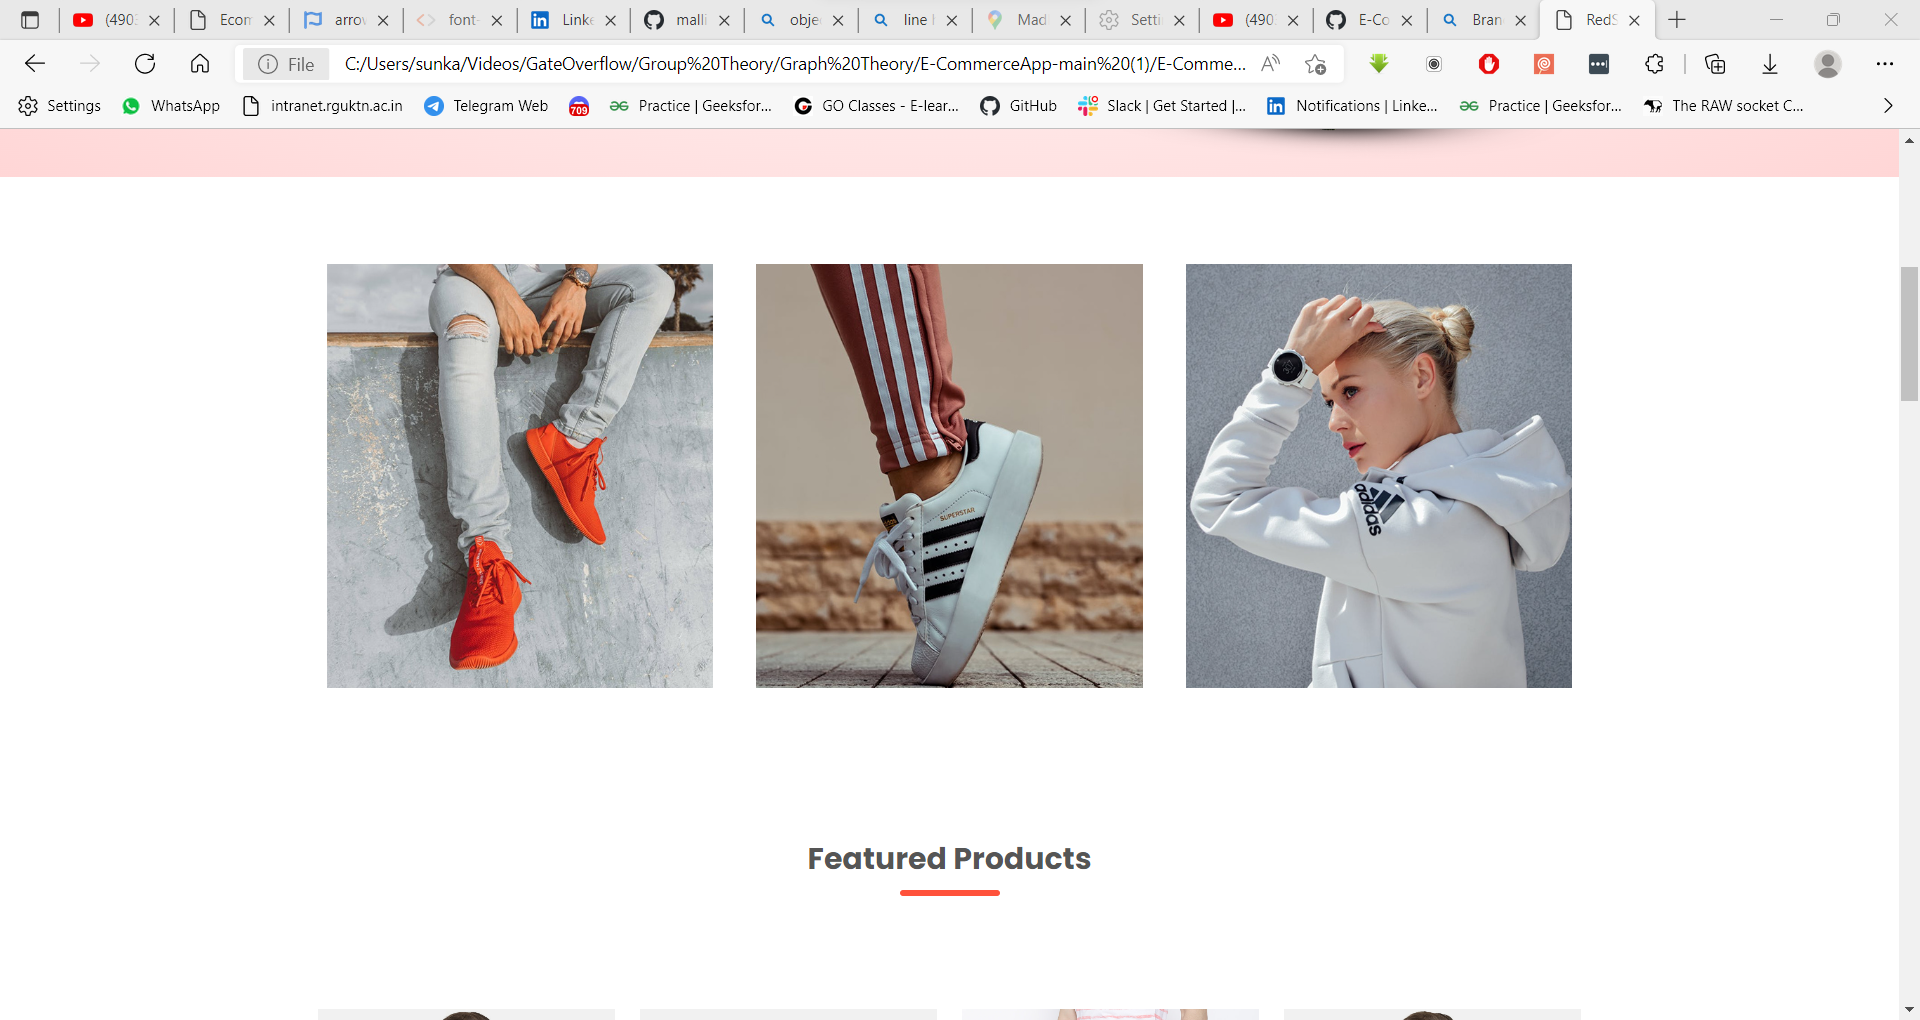 (490 Ecom arro font- Linke malli obje line Mad Setti (490 E-Co Bran RedS
File C:/Users/sunka/Videos/GateOverflow/Group%20Theory/Graph%20Theory/E-CommerceApp-main%20(1)/E-Comme...
Settings WhatsApp intranet.rguktn.ac.in Telegram Web 709 Practice | Geeksfor... GO Classes - E-lear... GitHub Slack | Get Started |... Notifications | Linke... Practice | Geeksfor... The RAW socket C...
SUPERSTAR
adidas
Featured Products